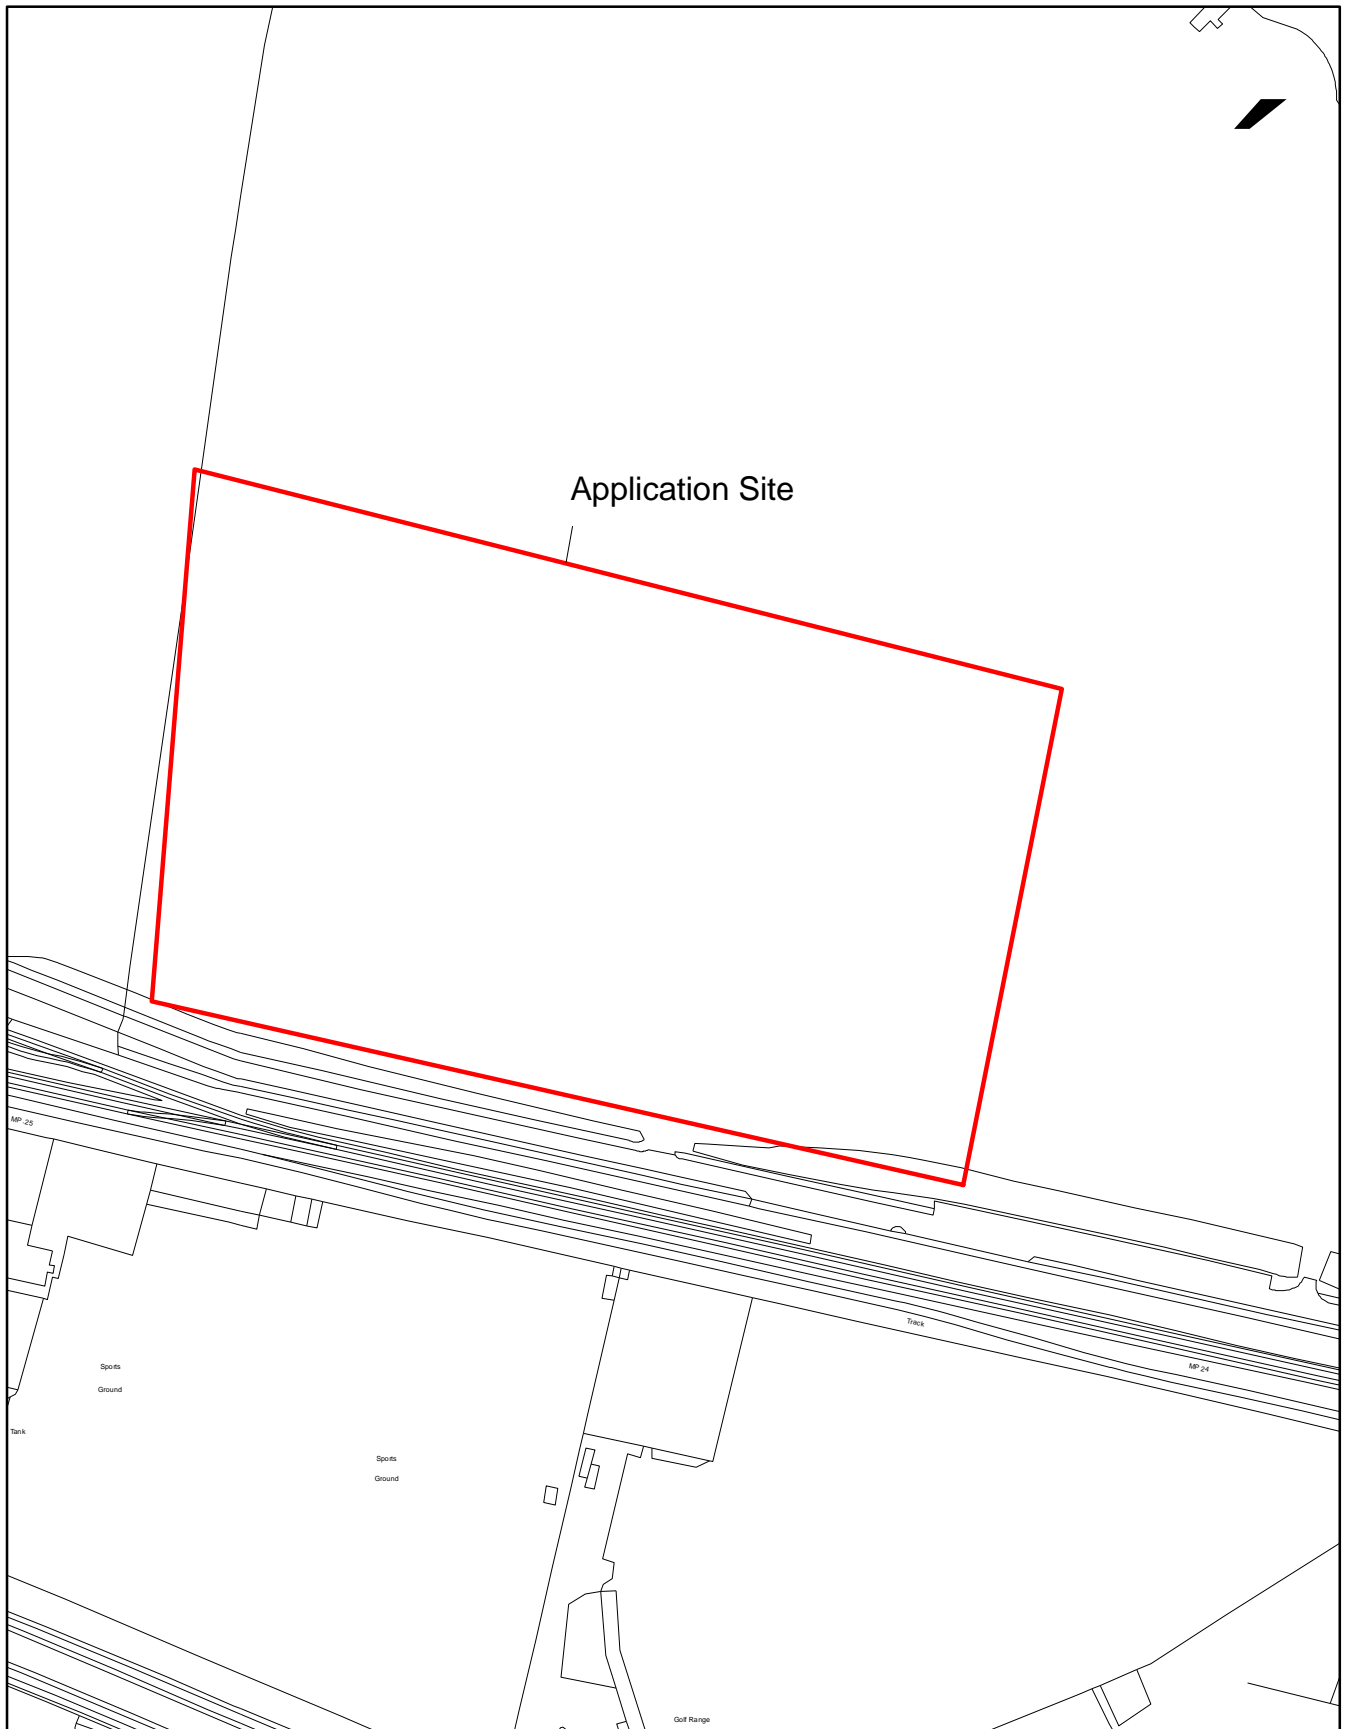 Application Site
MP .25
Track
MP 24
Sports
Ground
Tank
Sports
Ground
Golf Range